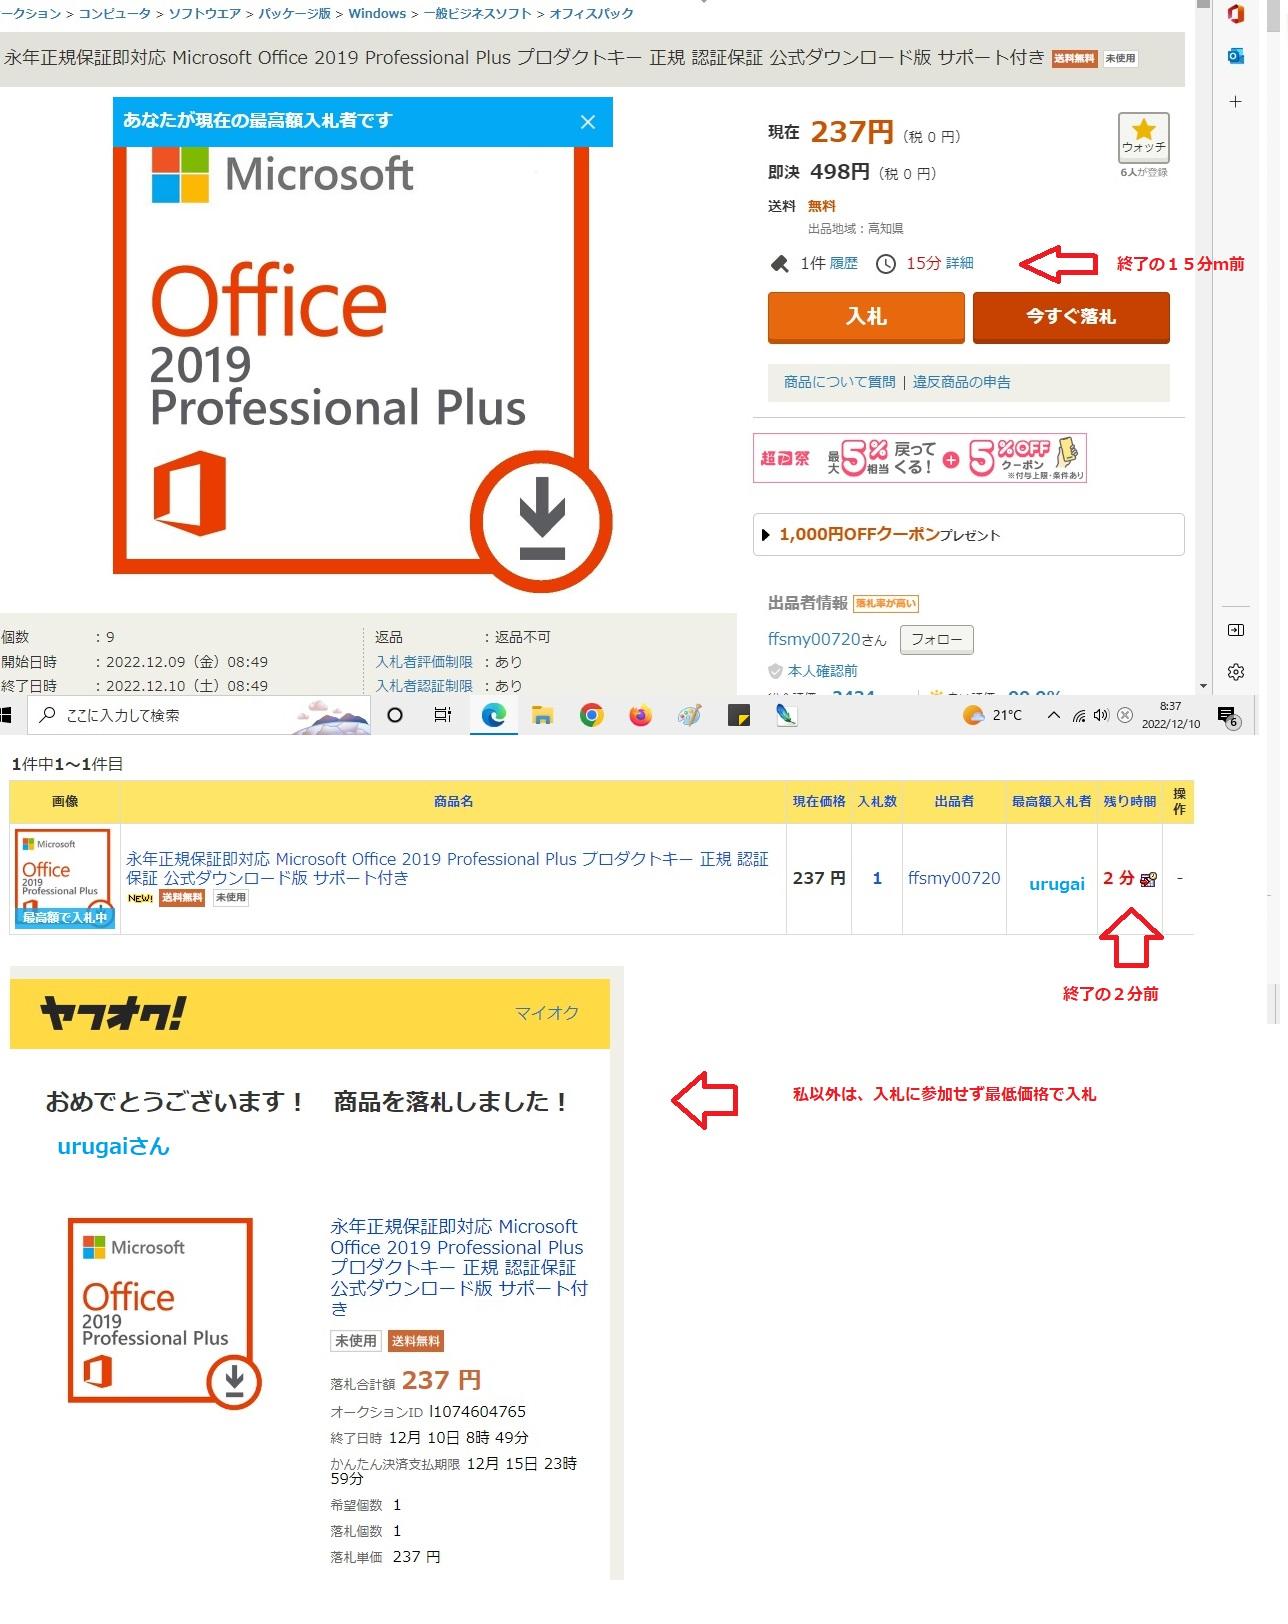 ークション > コンピュータ > ソフトウエア > パッケージ版 > Windows > 一般ビジネスソフト > オフィスパック
永年正規保証即対応 Microsoft Office 2019 Professional Plus プロダクトキー 正規 認証保証 公式ダウンロード版 サポート付き 送料無料 未使用
あなたが現在の最高額入札者です
Microsoft
Office
2019
Professional Plus
現在 237円 (税 0 円)
即決 498円 (税 0 円)
送料 無料
出品地域:高知県
ウォッチ
6人が登録
1件 履歴 15分 詳細
終了の15分m前
入札 今すぐ落札
商品について質問 | 違反商品の申告
超PayPay祭 最大5%相当 戻ってくる! + 5%OFFクーポン ※付与上限・条件あり
1,000円OFFクーポンプレゼント
出品者情報 落札率が高い
ffsmy00720さん フォロー
本人確認前
個数 : 9
開始日時 : 2022.12.09(金)08:49
終了日時 : 2022.12.10(土)08:49
返品 : 返品不可
入札者評価制限 : あり
入札者認証制限 : あり
ここに入力して検索
21°C
8:37
2022/12/10
6
1件中1〜1件目
画像 商品名 現在価格 入札数 出品者 最高額入札者 残り時間 操作
Microsoft
Office
2019
Professional Plus
最高額で入札中
永年正規保証即対応 Microsoft Office 2019 Professional Plus プロダクトキー 正規 認証
保証 公式ダウンロード版 サポート付き
NEW! 送料無料 未使用
237 円 1 ffsmy00720 urugai 2 分 -
終了の2分前
ヤフオク! マイオク
おめでとうございます! 商品を落札しました!
urugaiさん
私以外は、入札に参加せず最低価格で入札
Microsoft
Office
2019
Professional Plus
永年正規保証即対応 Microsoft
Office 2019 Professional Plus
プロダクトキー 正規 認証保証
公式ダウンロード版 サポート付
き
未使用 送料無料
落札合計額 237 円
オークションID l1074604765
終了日時 12月 10日 8時 49分
かんたん決済支払期限 12月 15日 23時
59分
希望個数 1
落札個数 1
落札単価 237 円